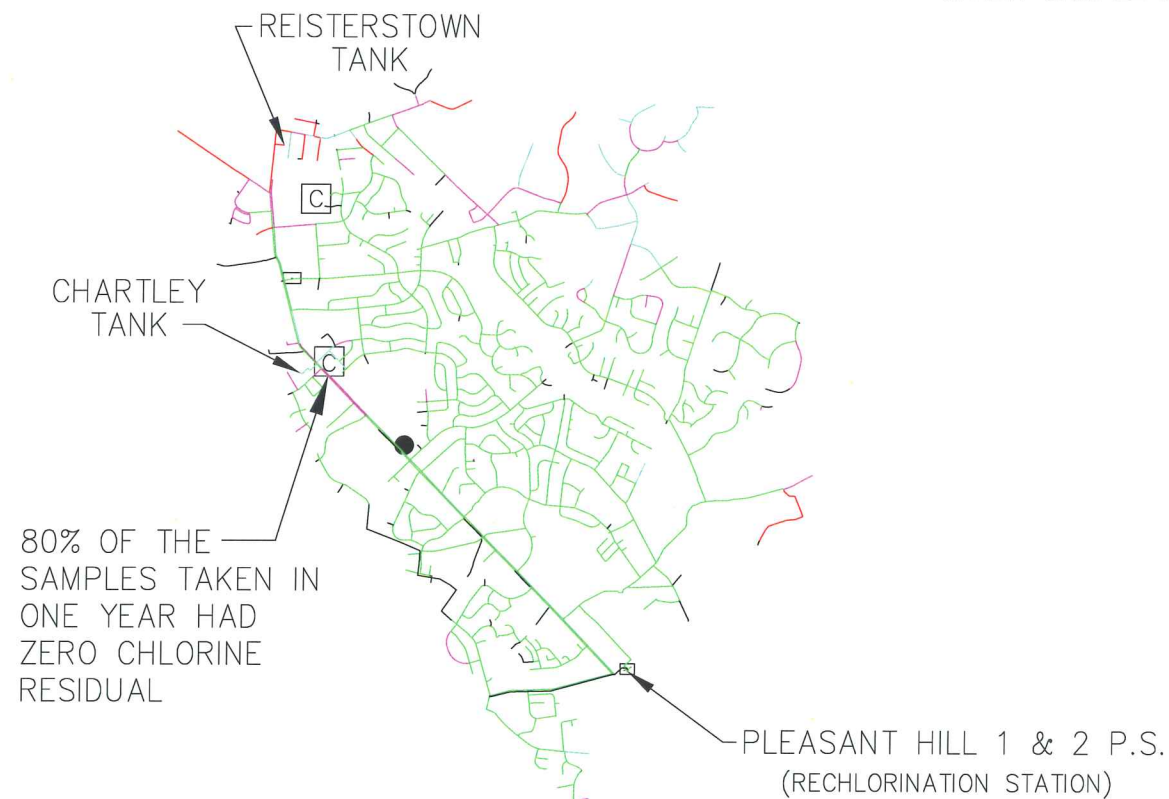 REISTERSTOWN
TANK
C
CHARTLEY
TANK
C
80% OF THE
SAMPLES TAKEN IN
ONE YEAR HAD
ZERO CHLORINE
RESIDUAL
PLEASANT HILL 1 & 2 P.S.
(RECHLORINATION STATION)